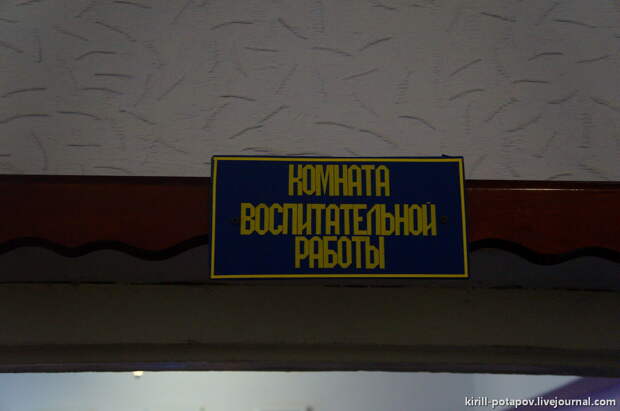 КОМНАТА
ВОСПИТАТЕЛЬНОЙ
РАБОТЫ
kirill-potapov.livejournal.com